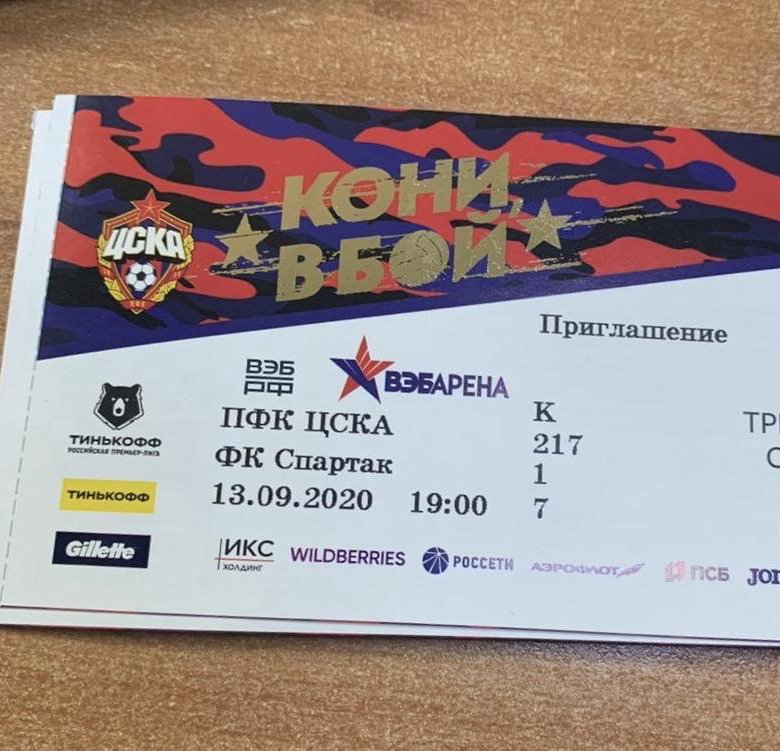 КОНИ,
В БОЙ
ЦСКА
Приглашение
ВЭБ
РФ
ВЭБАРЕНА
ПФК ЦСКА
К
ФК Спартак
217
1
13.09.2020 19:00
7
ТИНЬКОФФ
РОССИЙСКАЯ ПРЕМЬЕР-ЛИГА
ТИНЬКОФФ
Gillette
ИКС
ХОЛДИНГ
WILDBERRIES
РОССЕТИ
АЭРОФЛОТ
ПСБ